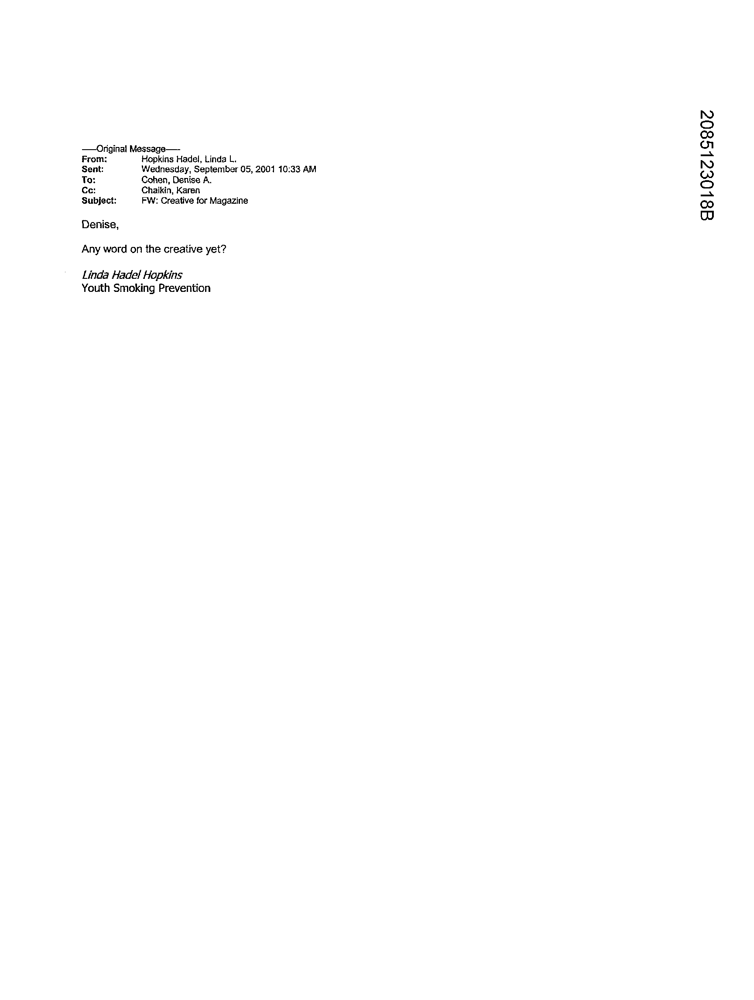 -----Original Message-----
From: Hopkins Hadel, Linda L.
Sent: Wednesday, September 05, 2001 10:33 AM
To: Cohen, Denise A.
Cc: Chaikin, Karen
Subject: FW: Creative for Magazine
Denise,
Any word on the creative yet?
Linda Hadel Hopkins
Youth Smoking Prevention
2085123018B